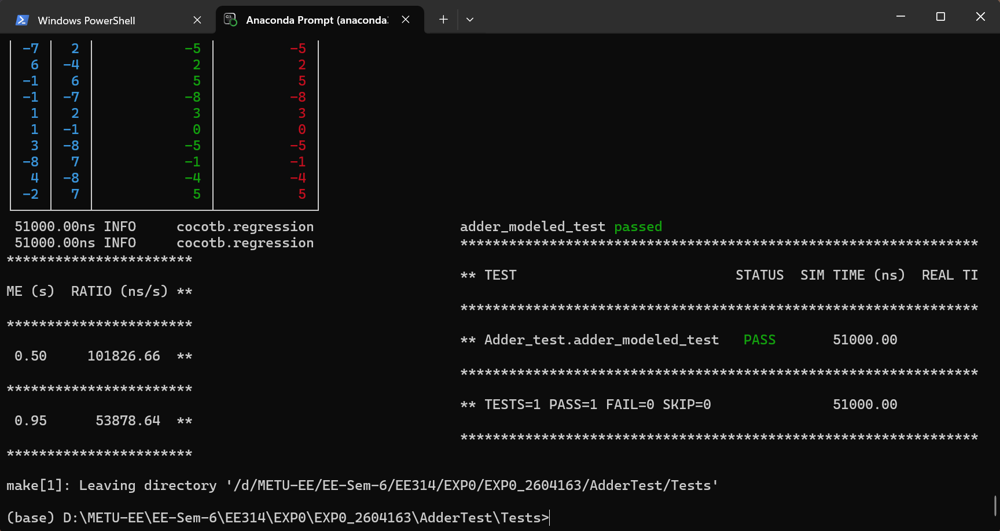 Windows PowerShell
Anaconda Prompt (anaconda
-7 2 -5 -5
6 -4 2 2
-1 6 5 5
-1 -7 -8 -8
1 2 3 3
1 -1 0 0
3 -8 -5 -5
-8 7 -1 -1
4 -8 -4 -4
-2 7 5 5
51000.00ns INFO cocotb.regression adder_modeled_test passed
51000.00ns INFO cocotb.regression ****************************************************************
***********************
** TEST STATUS SIM TIME (ns) REAL TI
ME (s) RATIO (ns/s) **
****************************************************************
***********************
** Adder_test.adder_modeled_test PASS 51000.00
0.50 101826.66 **
****************************************************************
***********************
** TESTS=1 PASS=1 FAIL=0 SKIP=0 51000.00
0.95 53878.64 **
****************************************************************
***********************
make[1]: Leaving directory '/d/METU-EE/EE-Sem-6/EE314/EXP0/EXP0_2604163/AdderTest/Tests'
(base) D:\METU-EE\EE-Sem-6\EE314\EXP0\EXP0_2604163\AdderTest\Tests>